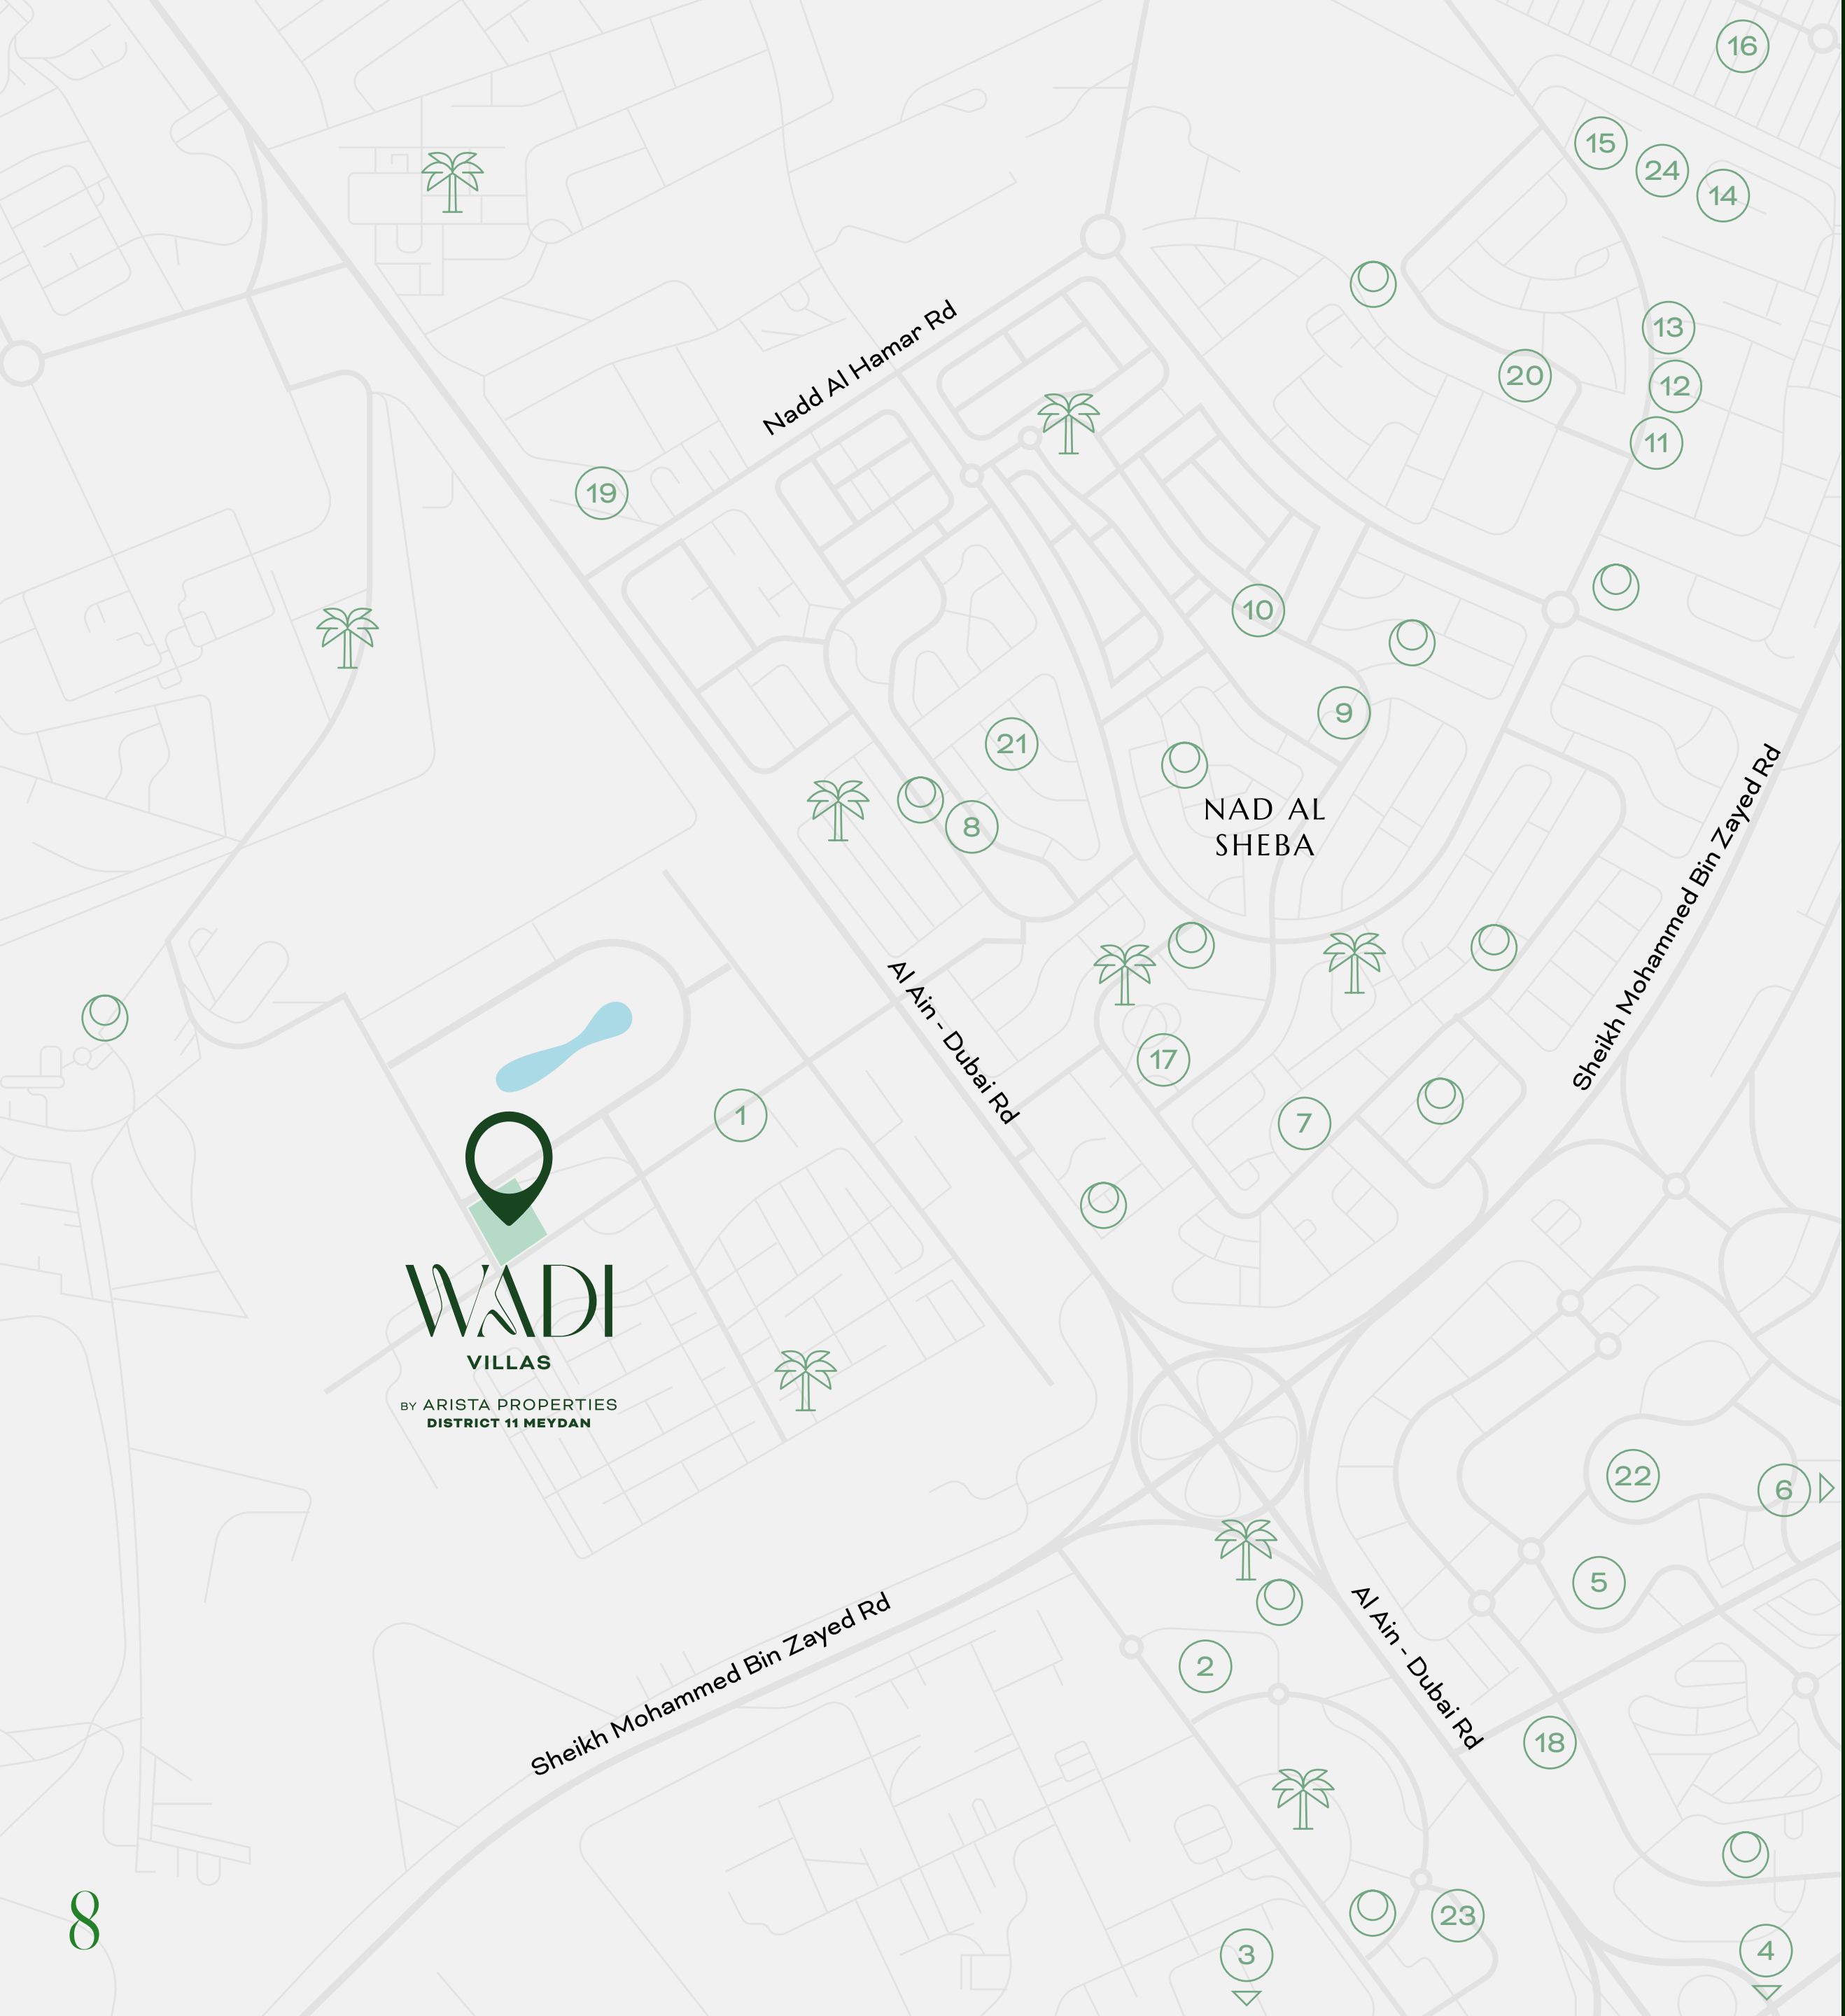 16
15
24
14
13
20
12
11
Nadd Al Hamar Rd
19
10
9
21
8
NAD AL
SHEBA
Sheikh Mohammed Bin Zayed Rd
Al Ain - Dubai Rd
17
1
7
WADI
VILLAS
BY ARISTA PROPERTIES
DISTRICT 11 MEYDAN
22
6
5
Al Ain - Dubai Rd
Sheikh Mohammed Bin Zayed Rd
2
18
23
3
4
8